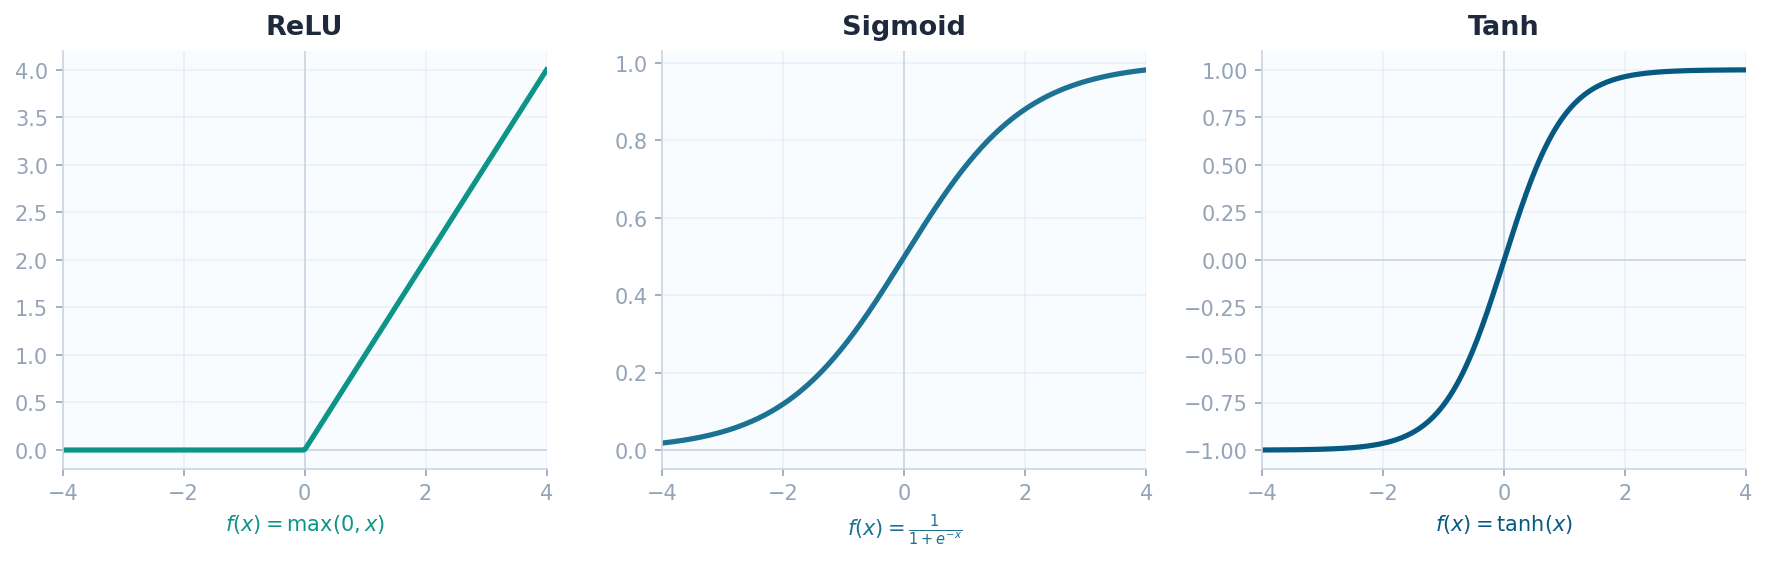 ReLU
4.0
3.5
3.0
2.5
2.0
1.5
1.0
0.5
0.0
−4 −2 0 2 4
f(x) = max(0, x)
Sigmoid
1.0
0.8
0.6
0.4
0.2
0.0
−4 −2 0 2 4
f(x) = 1/(1 + e^{−x})
Tanh
1.00
0.75
0.50
0.25
0.00
−0.25
−0.50
−0.75
−1.00
−4 −2 0 2 4
f(x) = tanh(x)